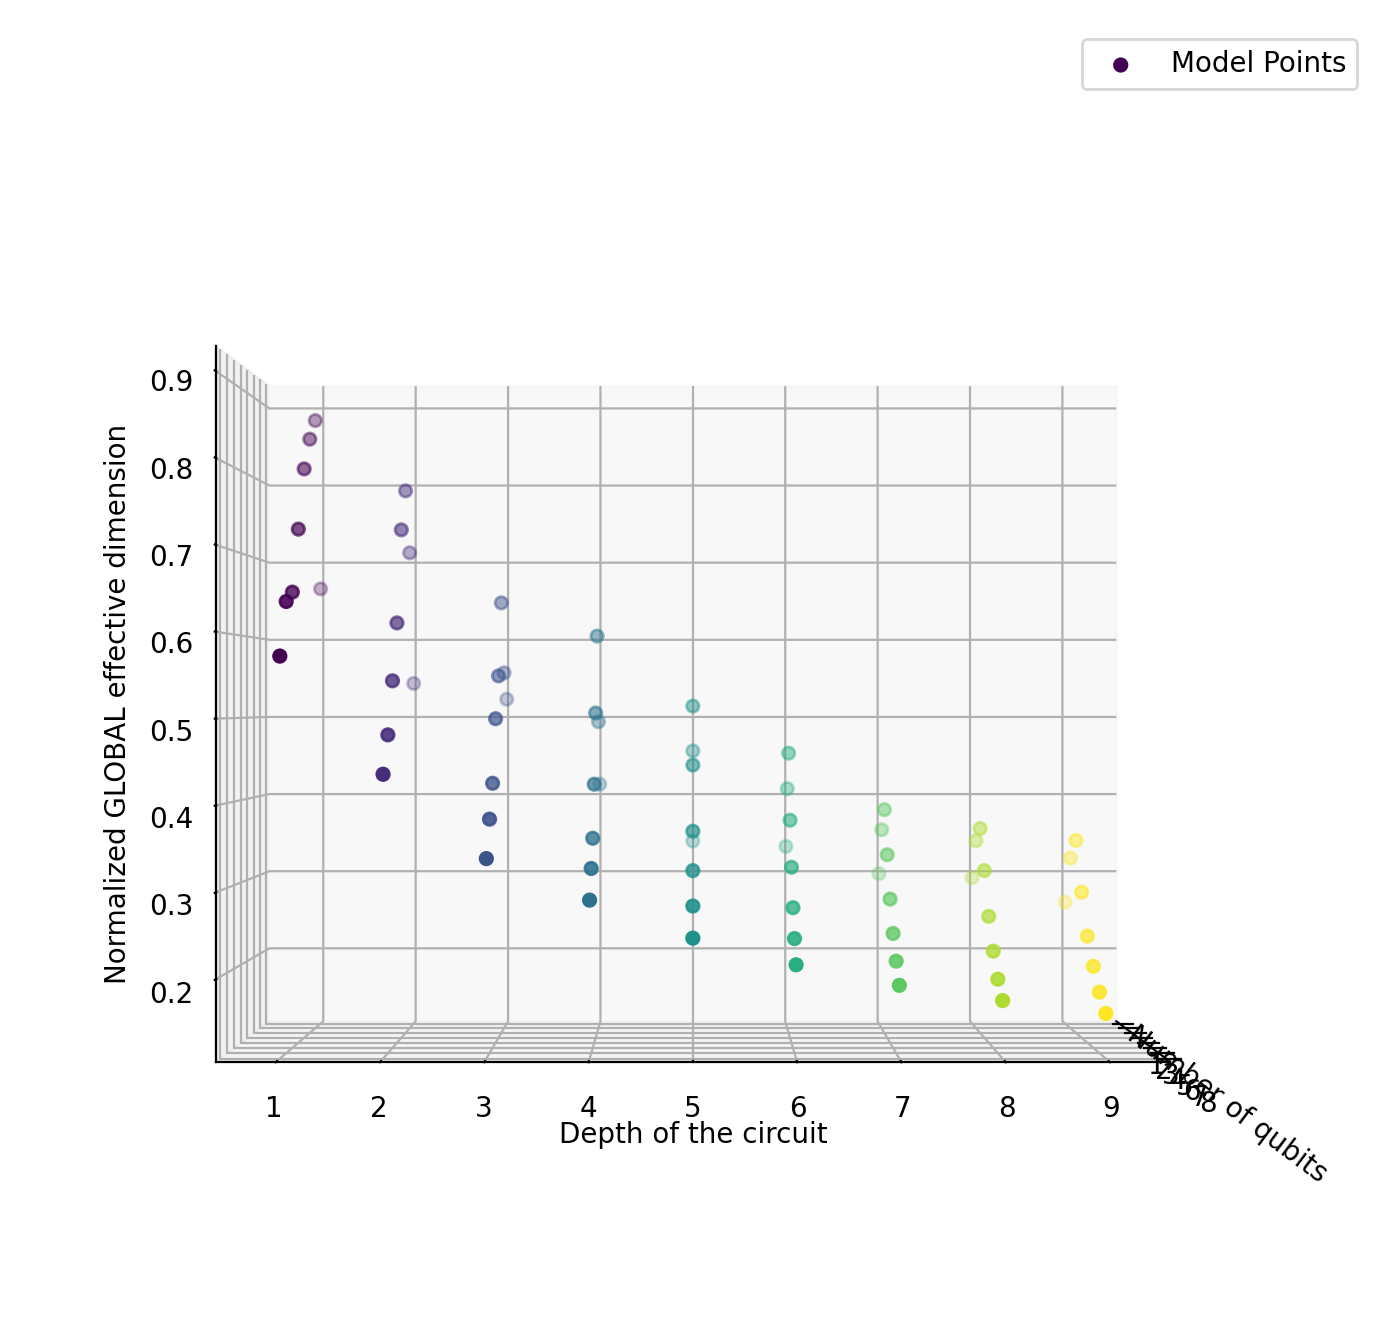 Model Points
Normalized GLOBAL effective dimension
0.9
0.8
0.7
0.6
0.5
0.4
0.3
0.2
1 2 3 4 5 6 7 8 9
Depth of the circuit
Number of qubits